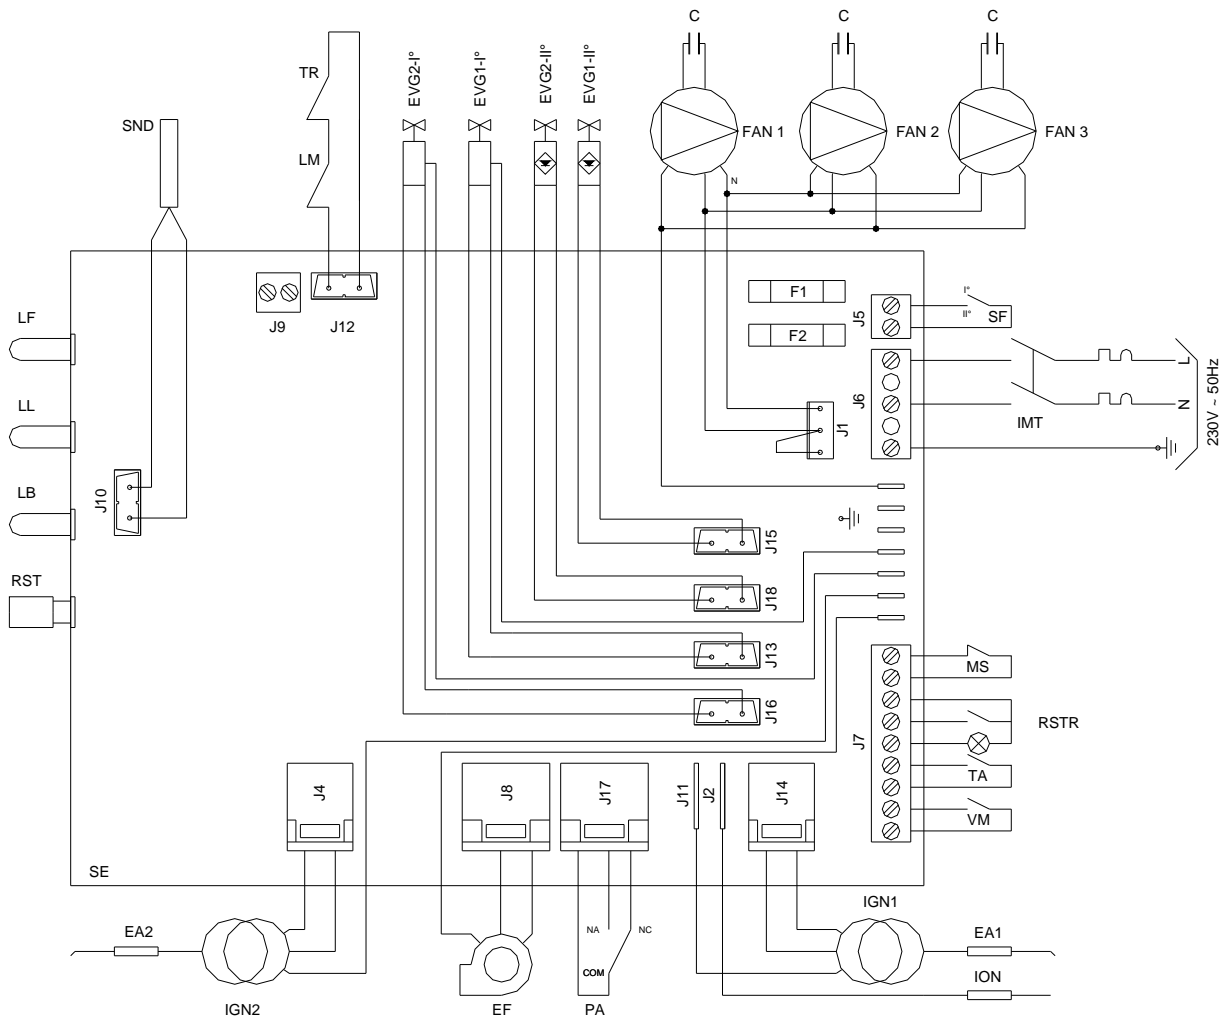 C
C
C
TR
EVG2-I°
EVG1-I°
EVG2-II°
EVG1-II°
SND
FAN 1
FAN 2
FAN 3
LM
N
LF
J9
J12
F1
F2
J5
I°
II°
SF
LL
J6
IMT
L
N
230V ~ 50Hz
J1
LB
J10
J15
RST
J18
J13
J16
MS
RSTR
J7
TA
VM
J4
J8
J17
J11
J2
J14
SE
IGN1
EA2
NA
NC
EA1
COM
ION
IGN2
EF
PA